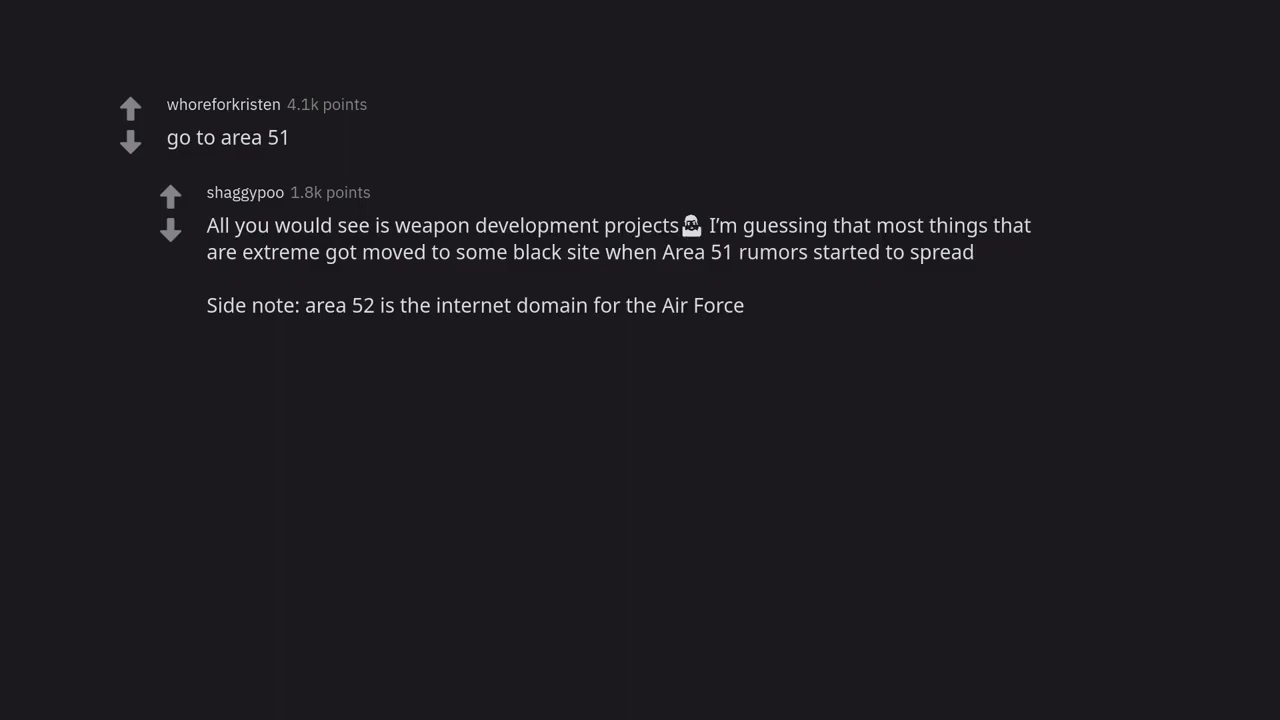 whoreforkristen 4.1k points
go to area 51
shaggypoo 1.8k points
All you would see is weapon development projects🤷 I’m guessing that most things that
are extreme got moved to some black site when Area 51 rumors started to spread
Side note: area 52 is the internet domain for the Air Force